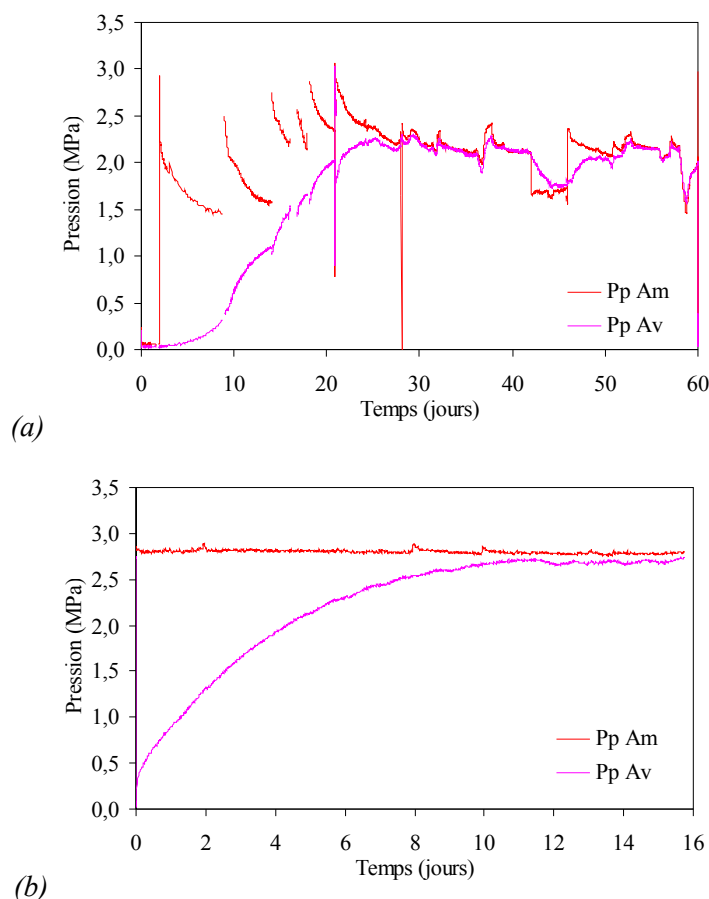 3,5
3,0
2,5
2,0
1,5
1,0
0,5
0,0
Pression (MPa)
Pp Am
Pp Av
0 10 20 30 40 50 60
Temps (jours)
(a)
3,5
3,0
2,5
2,0
1,5
1,0
0,5
0,0
Pression (MPa)
Pp Am
Pp Av
0 2 4 6 8 10 12 14 16
Temps (jours)
(b)